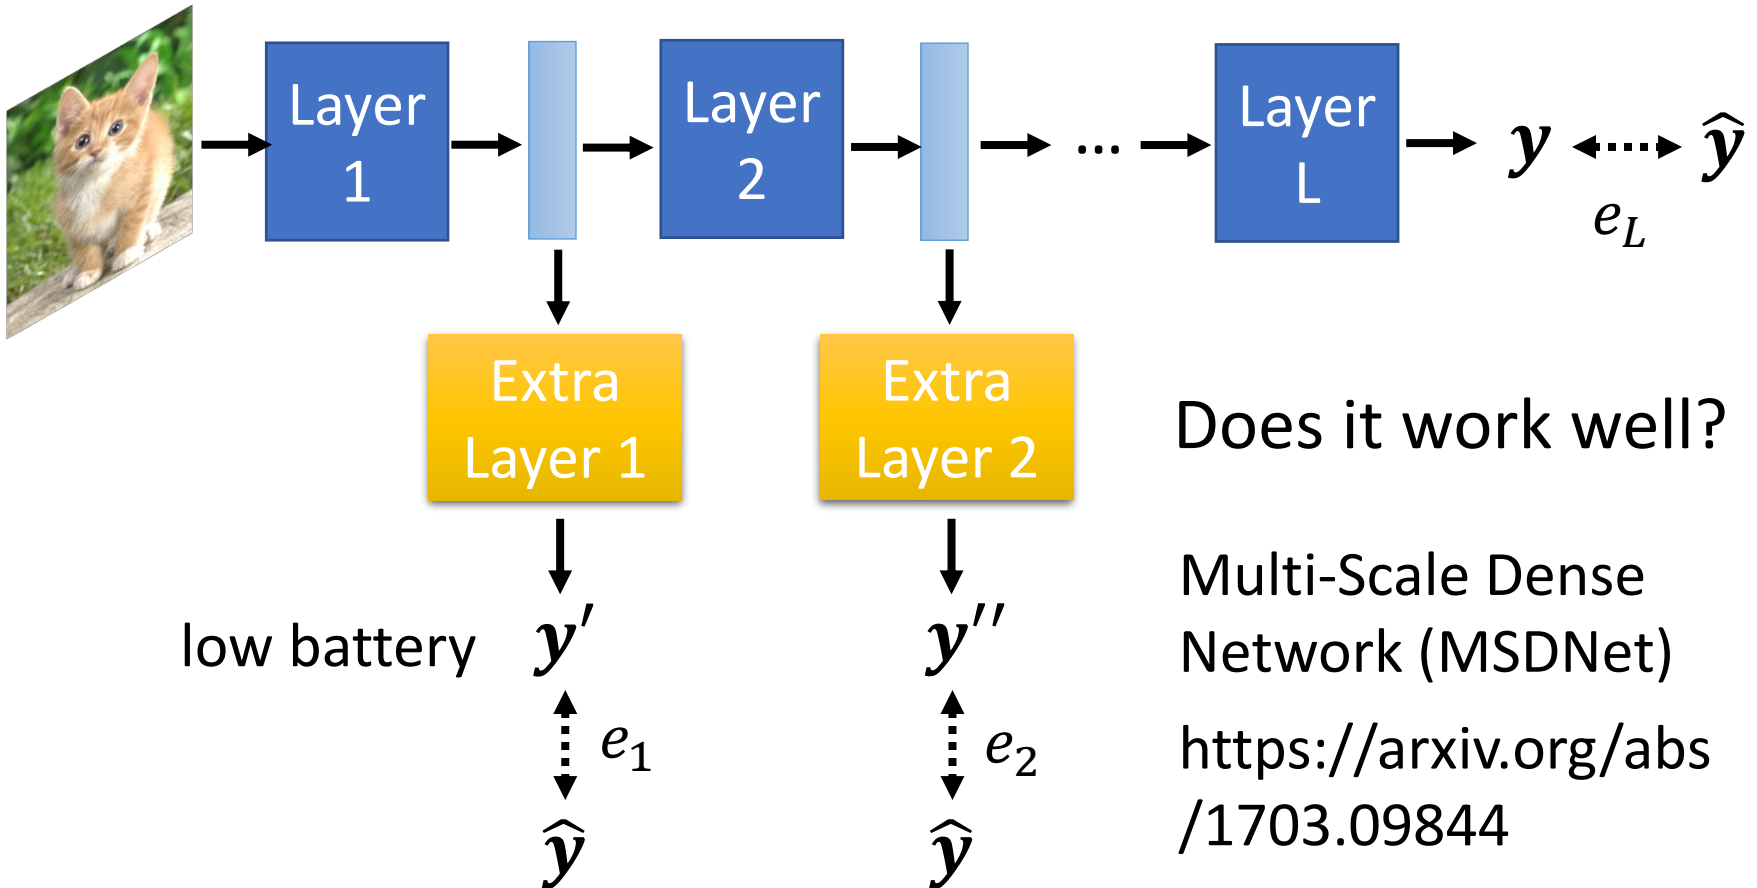 Layer
1
Layer
2
...
Layer
L
y
ŷ
e_L
Extra
Layer 1
Extra
Layer 2
Does it work well?
low battery
y′
y′′
e_1
e_2
ŷ
ŷ
Multi-Scale Dense
Network (MSDNet)
https://arxiv.org/abs
/1703.09844